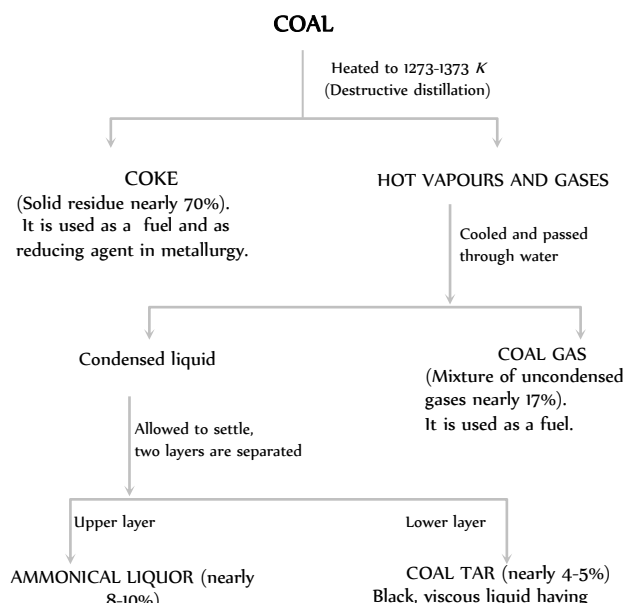 COAL
Heated to 1273-1373 K
(Destructive distillation)
COKE
(Solid residue nearly 70%).
It is used as a fuel and as
reducing agent in metallurgy.
HOT VAPOURS AND GASES
Cooled and passed
through water
Condensed liquid
COAL GAS
(Mixture of uncondensed
gases nearly 17%).
It is used as a fuel.
Allowed to settle,
two layers are separated
Upper layer
Lower layer
AMMONICAL LIQUOR (nearly
8-10%)
COAL TAR (nearly 4-5%)
Black, viscous liquid having